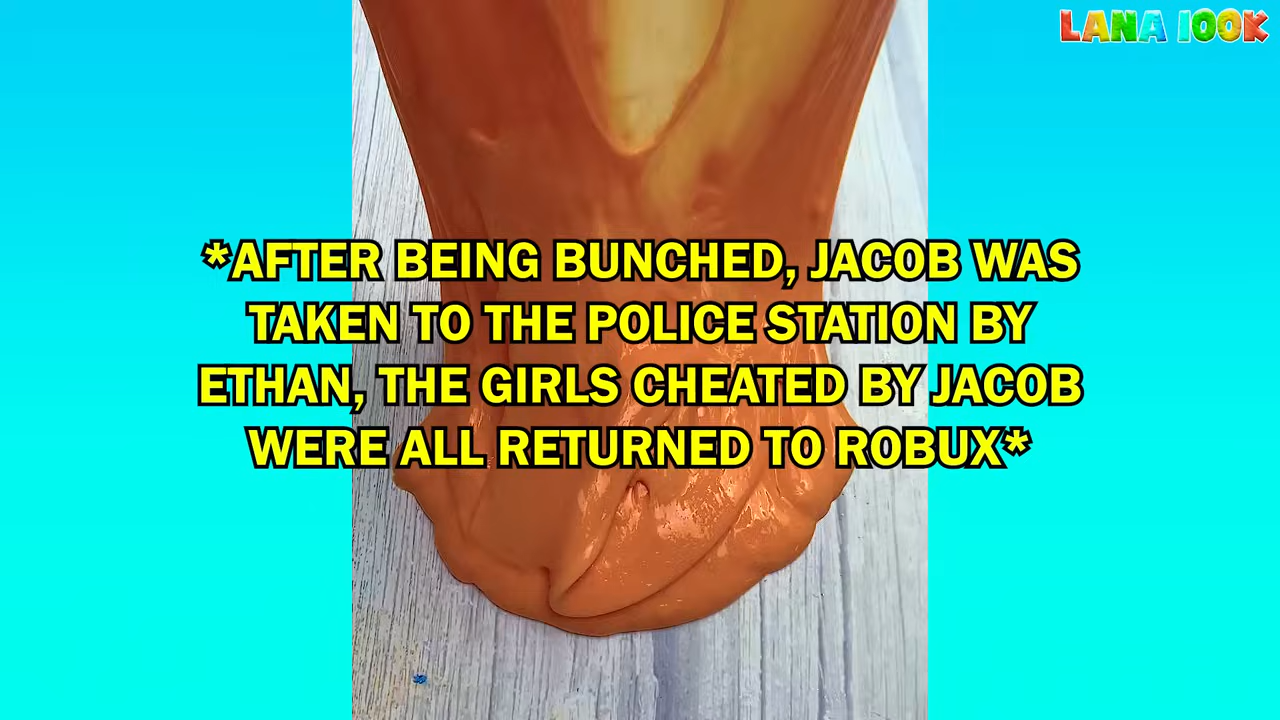 LANA 100K
*AFTER BEING BUNCHED, JACOB WAS
TAKEN TO THE POLICE STATION BY
ETHAN, THE GIRLS CHEATED BY JACOB
WERE ALL RETURNED TO ROBUX*